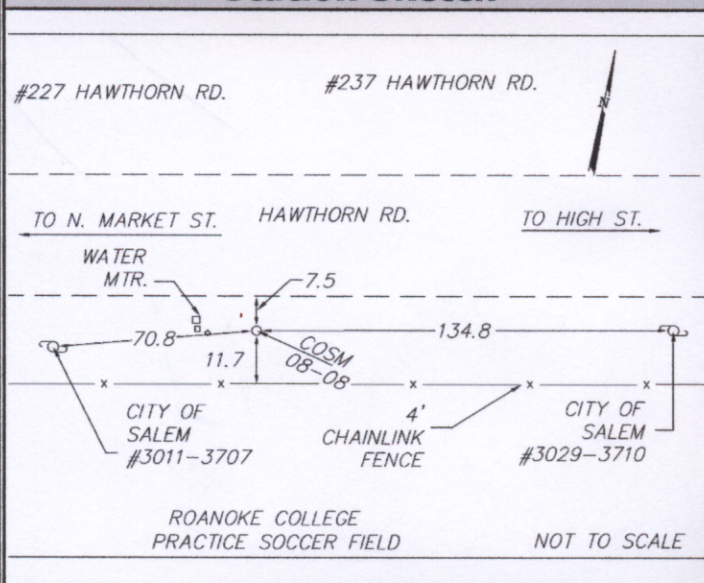 #227 HAWTHORN RD.
#237 HAWTHORN RD.
N
TO N. MARKET ST.
HAWTHORN RD.
TO HIGH ST.
WATER
MTR.
7.5
70.8
134.8
11.7
COSM
08-08
CITY OF
SALEM
#3011-3707
4'
CHAINLINK
FENCE
CITY OF
SALEM
#3029-3710
ROANOKE COLLEGE
PRACTICE SOCCER FIELD
NOT TO SCALE